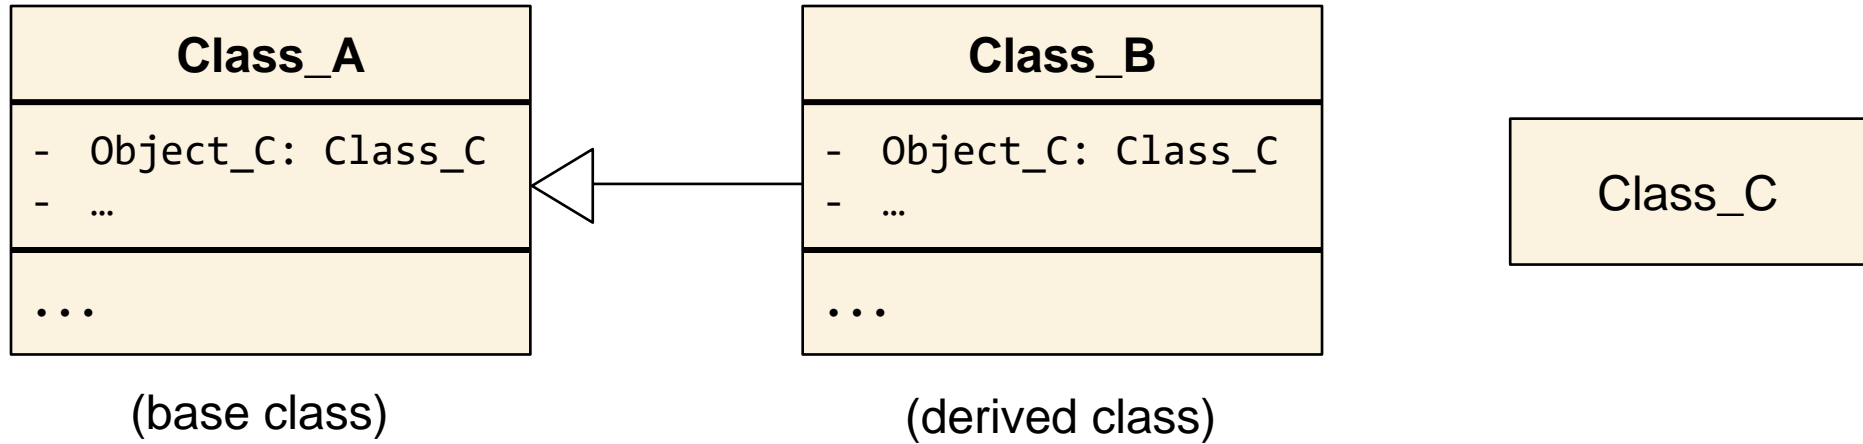 Class_A
- Object_C: Class_C
- …
...
(base class)
Class_B
- Object_C: Class_C
- …
...
(derived class)
Class_C